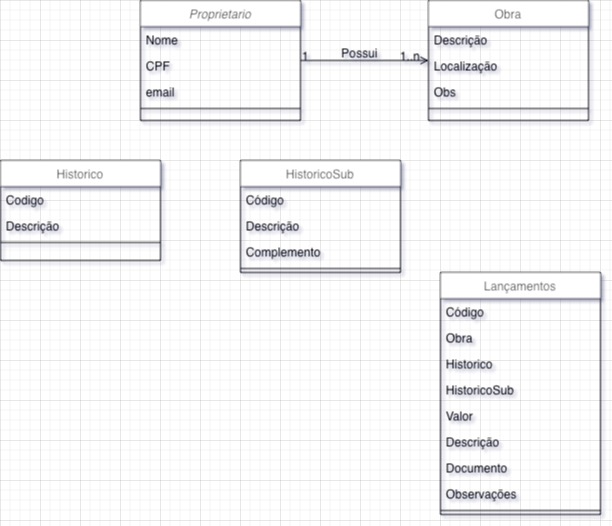 Proprietario
Nome
CPF
email
1
Possui
1..n
Obra
Descrição
Localização
Obs
Historico
Codigo
Descrição
HistoricoSub
Código
Descrição
Complemento
Lançamentos
Código
Obra
Historico
HistoricoSub
Valor
Descrição
Documento
Observações